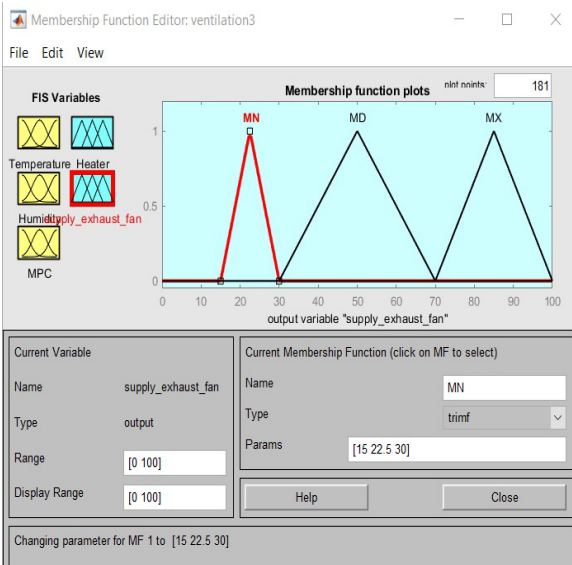 Membership Function Editor: ventilation3
File Edit View
FIS Variables
Temperature Heater
Humidity supply_exhaust_fan
MPC
Membership function plots
plot points:
181
MN MD MX
1
0.5
0
0 10 20 30 40 50 60 70 80 90 100
output variable "supply_exhaust_fan"
Current Variable
Name supply_exhaust_fan
Type output
Range [0 100]
Display Range [0 100]
Current Membership Function (click on MF to select)
Name MN
Type trimf
Params [15 22.5 30]
Help Close
Changing parameter for MF 1 to [15 22.5 30]